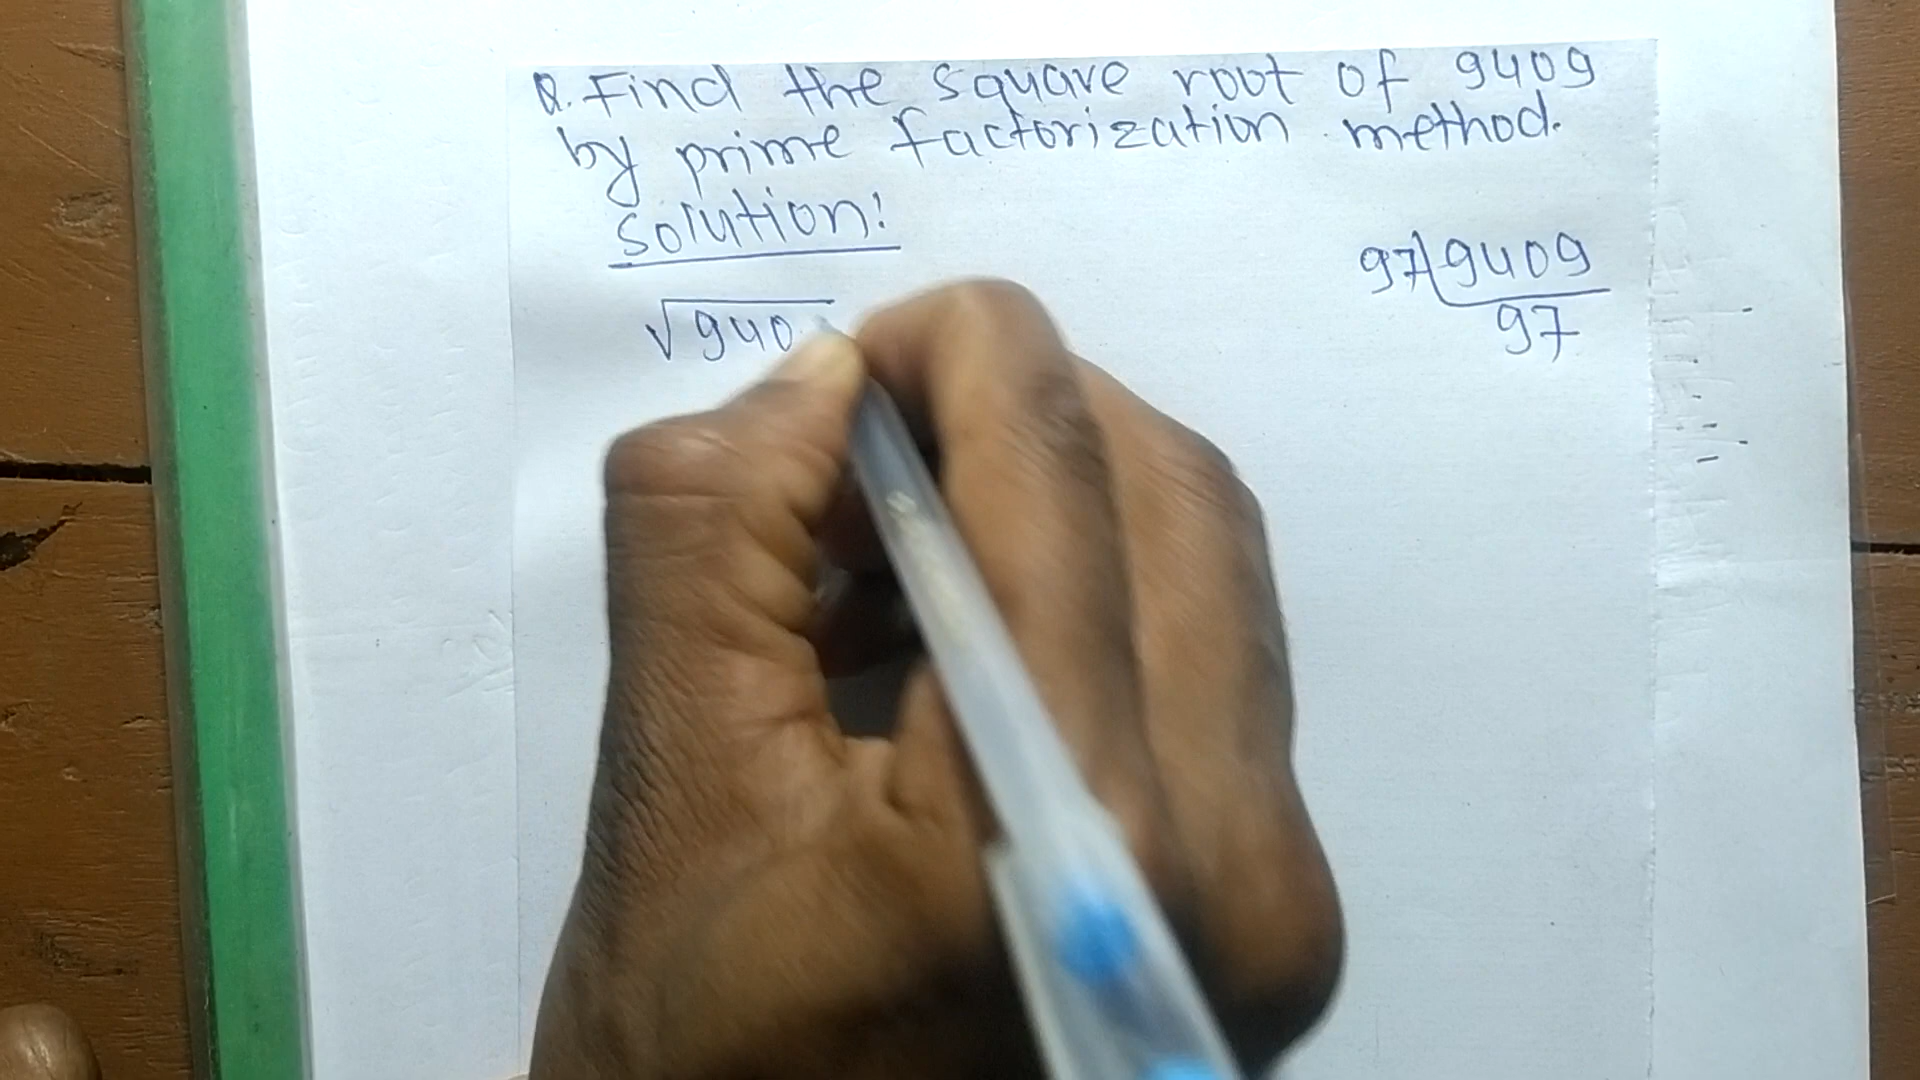 Q. Find the square root of 9409
by prime factorization method.
Solution:
97|9409
√940
97